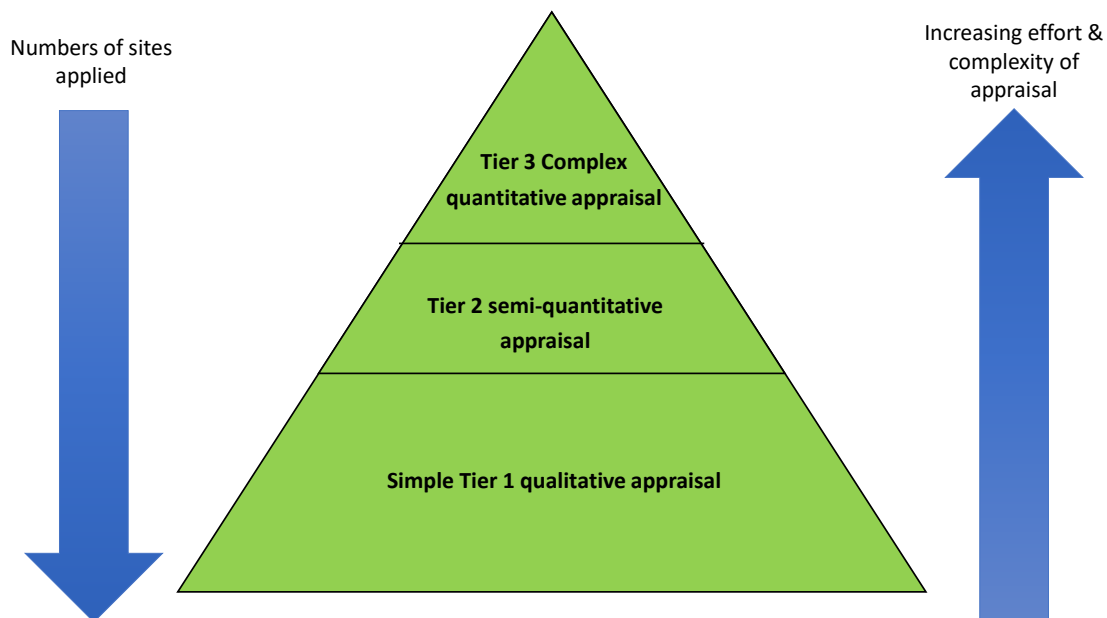 Numbers of sites
applied
Increasing effort &
complexity of
appraisal
Tier 3 Complex
quantitative appraisal
Tier 2 semi-quantitative
appraisal
Simple Tier 1 qualitative appraisal